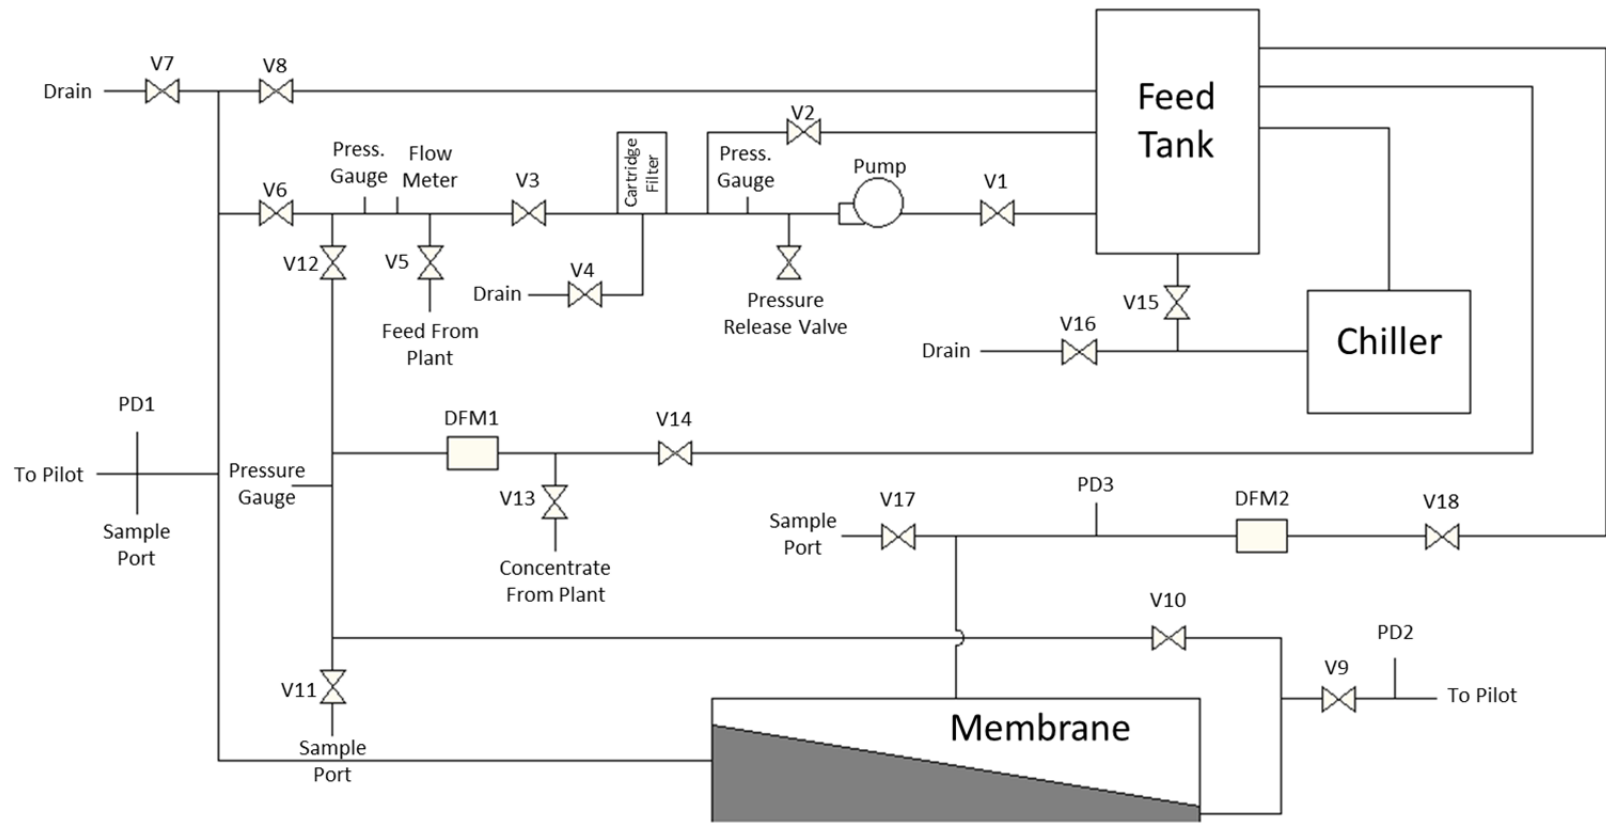 V7
V8
Drain
Feed
Tank
V2
Press.
Gauge
Flow
Meter
Cartridge
Filter
Press.
Gauge
Pump
V6
V3
V1
V12
V5
V4
Drain
Feed From
Plant
Pressure
Release Valve
V15
V16
Drain
Chiller
PD1
DFM1
V14
To Pilot
Pressure
Gauge
V13
Sample
Port
Concentrate
From Plant
Sample
Port
V17
PD3
DFM2
V18
V10
PD2
V9
To Pilot
V11
Sample
Port
Membrane